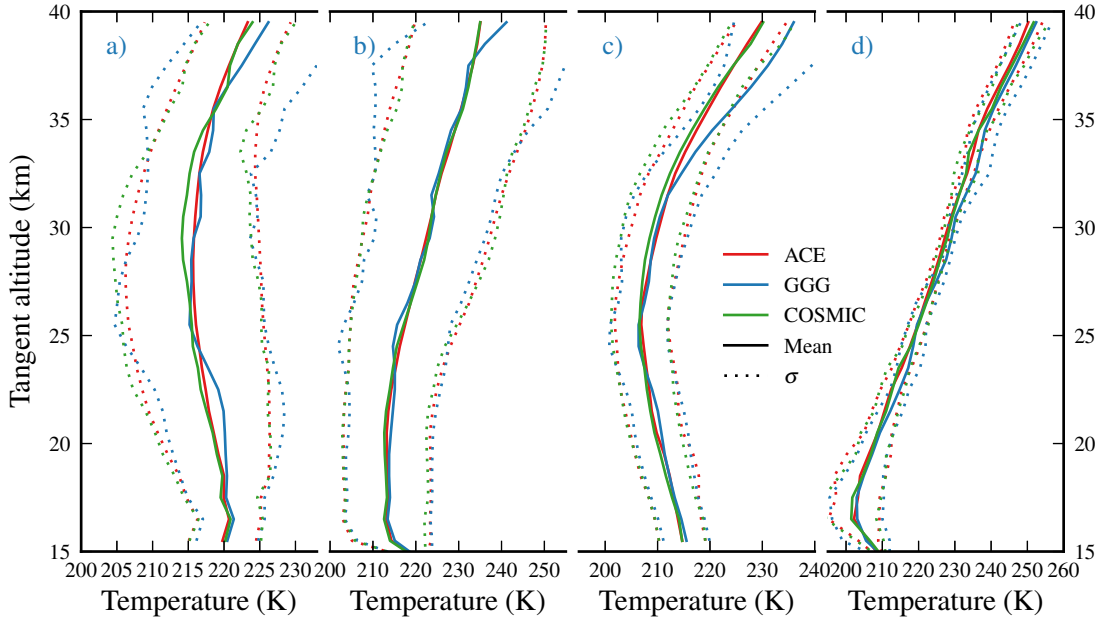 a) b) c) d)
40 40
35 35
30 30
25 25
20 20
15 15
Tangent altitude (km)
ACE
GGG
COSMIC
Mean
σ
200 205 210 215 220 225 230
200 210 220 230 240 250
200 210 220 230 240
200 210 220 230 240 250 260
Temperature (K) Temperature (K) Temperature (K) Temperature (K)